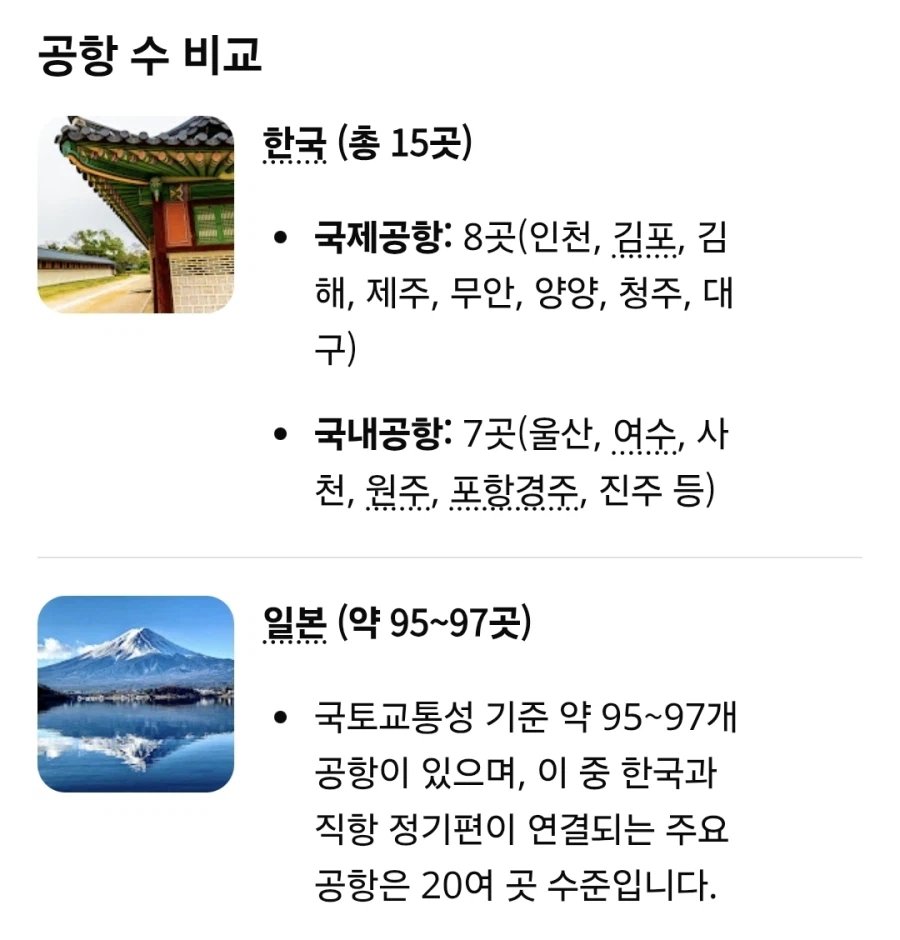 공항 수 비교
한국 (총 15곳)
• 국제공항: 8곳(인천, 김포, 김
해, 제주, 무안, 양양, 청주, 대
구)
• 국내공항: 7곳(울산, 여수, 사
천, 원주, 포항경주, 진주 등)
일본 (약 95~97곳)
• 국토교통성 기준 약 95~97개
공항이 있으며, 이 중 한국과
직항 정기편이 연결되는 주요
공항은 20여 곳 수준입니다.